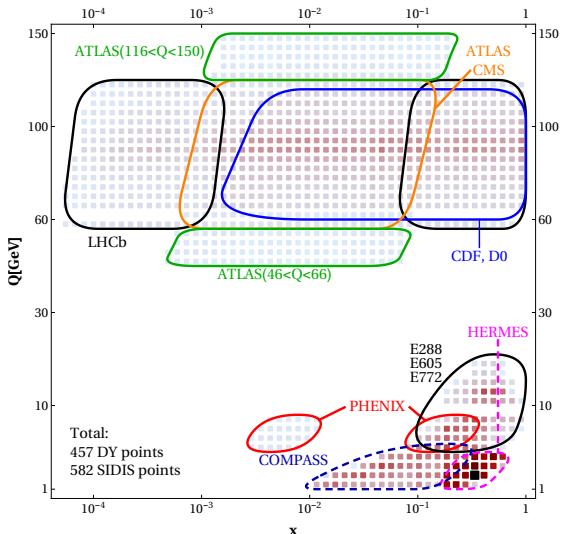 10⁻⁴ 10⁻³ 10⁻² 10⁻¹ 1
150 150
ATLAS(116<Q<150)
ATLAS
CMS
100 100
60 60
LHCb
CDF, D0
ATLAS(46<Q<66)
30 30
HERMES
E288
E605
E772
10 10
PHENIX
Total:
457 DY points
582 SIDIS points
COMPASS
1 1
10⁻⁴ 10⁻³ 10⁻² 10⁻¹ 1
x
Q[GeV]